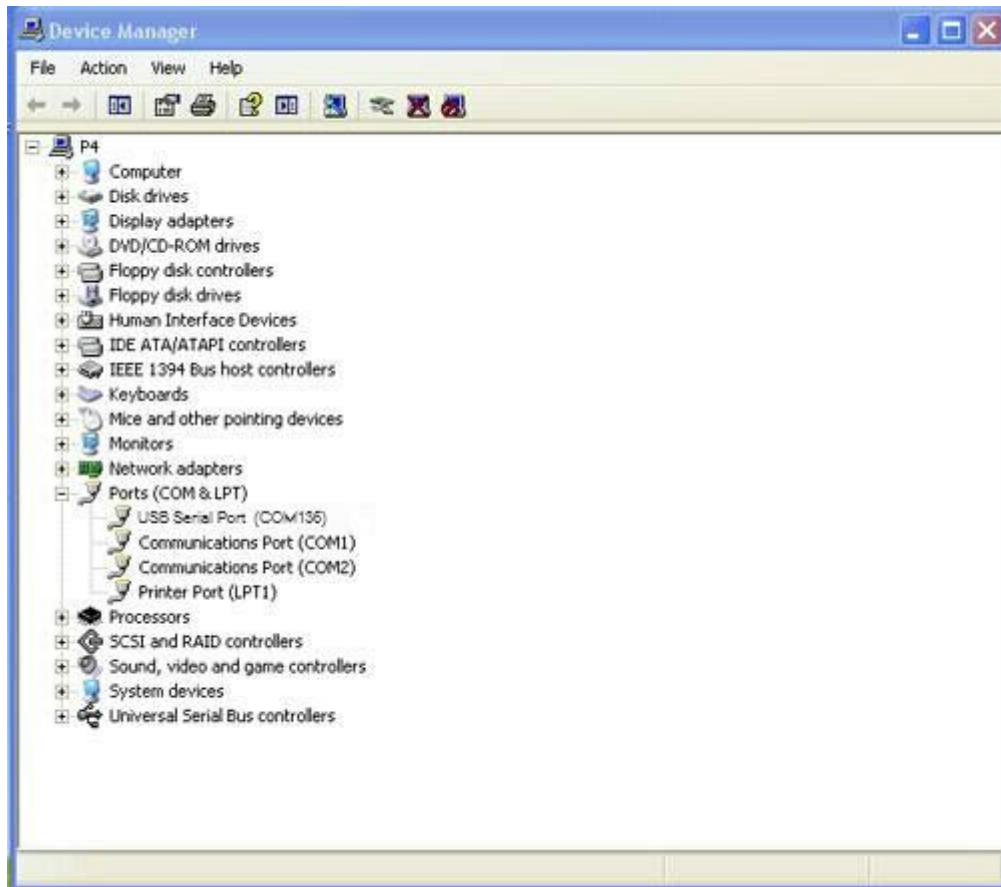 Device Manager
File Action View Help
P4
Computer
Disk drives
Display adapters
DVD/CD-ROM drives
Floppy disk controllers
Floppy disk drives
Human Interface Devices
IDE ATA/ATAPI controllers
IEEE 1394 Bus host controllers
Keyboards
Mice and other pointing devices
Monitors
Network adapters
Ports (COM & LPT)
USB Serial Port (COM136)
Communications Port (COM1)
Communications Port (COM2)
Printer Port (LPT1)
Processors
SCSI and RAID controllers
Sound, video and game controllers
System devices
Universal Serial Bus controllers